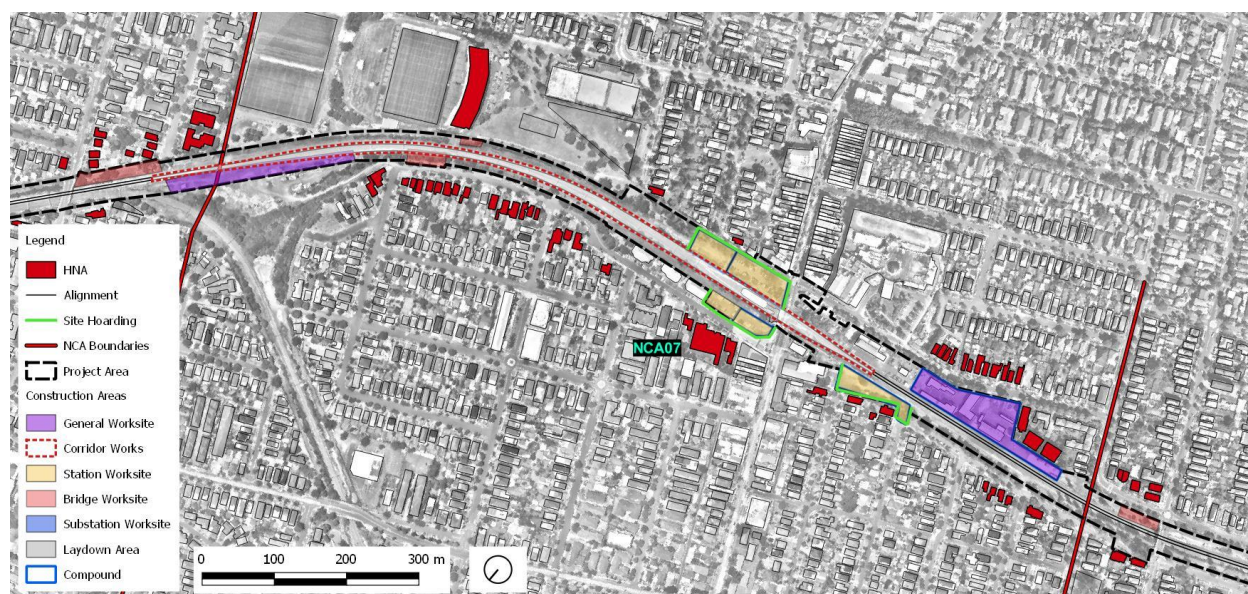 NCA07
Legend
HNA
Alignment
Site Hoarding
NCA Boundaries
Project Area
Construction Areas
General Worksite
Corridor Works
Station Worksite
Bridge Worksite
Substation Worksite
Laydown Area
Compound
0 100 200 300 m